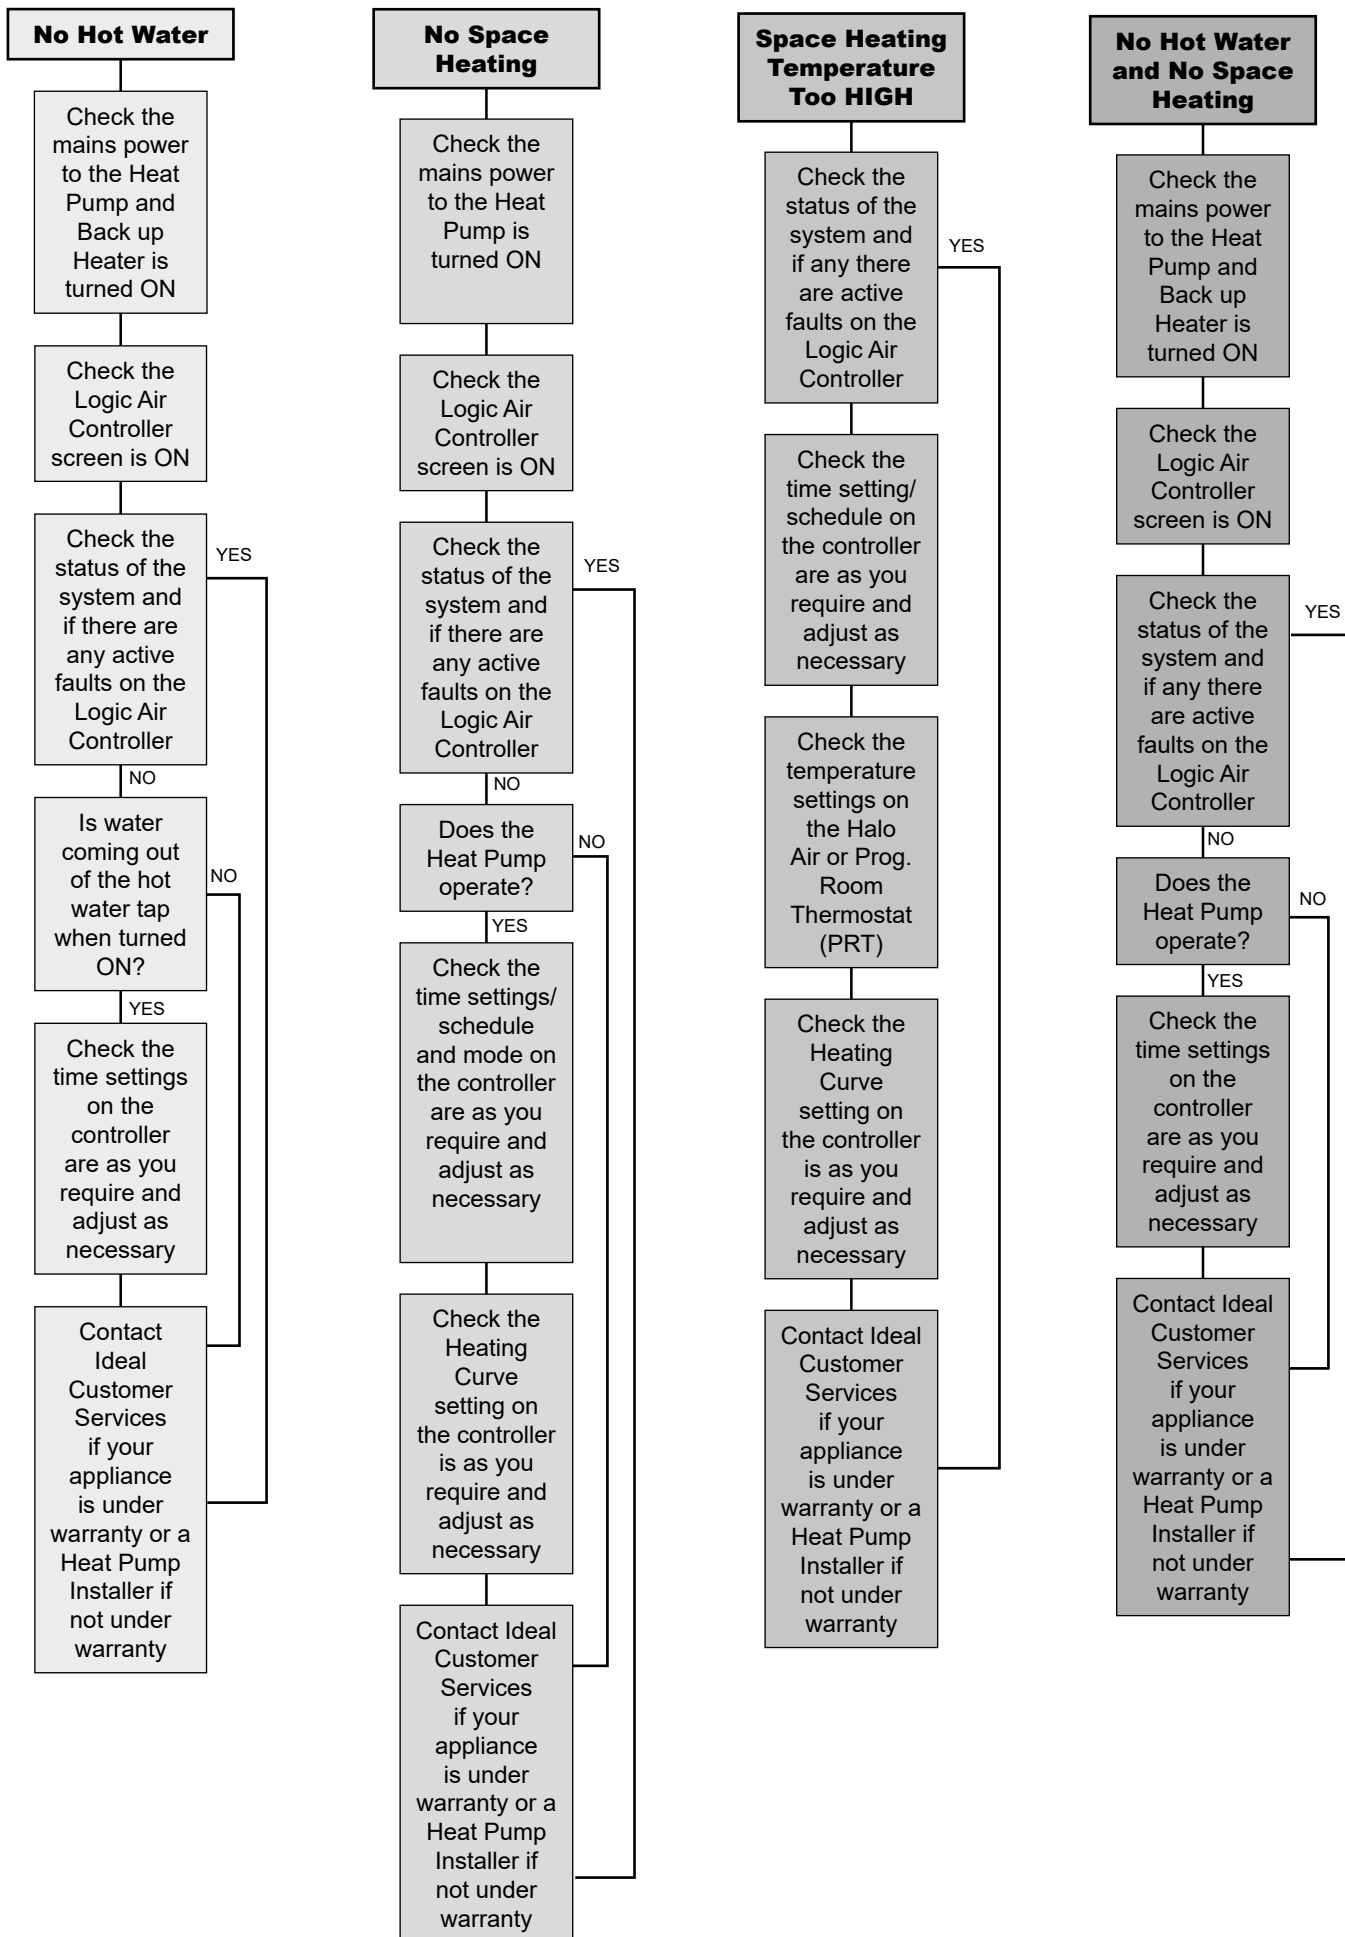 No Hot Water
Check the
mains power
to the Heat
Pump and
Back up
Heater is
turned ON
Check the
Logic Air
Controller
screen is ON
Check the
status of the
system and
if there are
any active
faults on the
Logic Air
Controller
YES
NO
Is water
coming out
of the hot
water tap
when turned
ON?
NO
YES
Check the
time settings
on the
controller
are as you
require and
adjust as
necessary
Contact
Ideal
Customer
Services
if your
appliance
is under
warranty or a
Heat Pump
Installer if
not under
warranty
No Space
Heating
Check the
mains power
to the Heat
Pump is
turned ON
Check the
Logic Air
Controller
screen is ON
Check the
status of the
system and
if there are
any active
faults on the
Logic Air
Controller
YES
NO
Does the
Heat Pump
operate?
NO
YES
Check the
time settings/
schedule
and mode on
the controller
are as you
require and
adjust as
necessary
Check the
Heating
Curve
setting on
the controller
is as you
require and
adjust as
necessary
Contact Ideal
Customer
Services
if your
appliance
is under
warranty or a
Heat Pump
Installer if
not under
warranty
Space Heating
Temperature
Too HIGH
Check the
status of the
system and
if any there
are active
faults on the
Logic Air
Controller
YES
Check the
time setting/
schedule on
the controller
are as you
require and
adjust as
necessary
Check the
temperature
settings on
the Halo
Air or Prog.
Room
Thermostat
(PRT)
Check the
Heating
Curve
setting on
the controller
is as you
require and
adjust as
necessary
Contact Ideal
Customer
Services
if your
appliance
is under
warranty or a
Heat Pump
Installer if
not under
warranty
No Hot Water
and No Space
Heating
Check the
mains power
to the Heat
Pump and
Back up
Heater is
turned ON
Check the
Logic Air
Controller
screen is ON
Check the
status of the
system and
if any there
are active
faults on the
Logic Air
Controller
YES
NO
Does the
Heat Pump
operate?
NO
YES
Check the
time settings
on the
controller
are as you
require and
adjust as
necessary
Contact Ideal
Customer
Services
if your
appliance
is under
warranty or a
Heat Pump
Installer if
not under
warranty